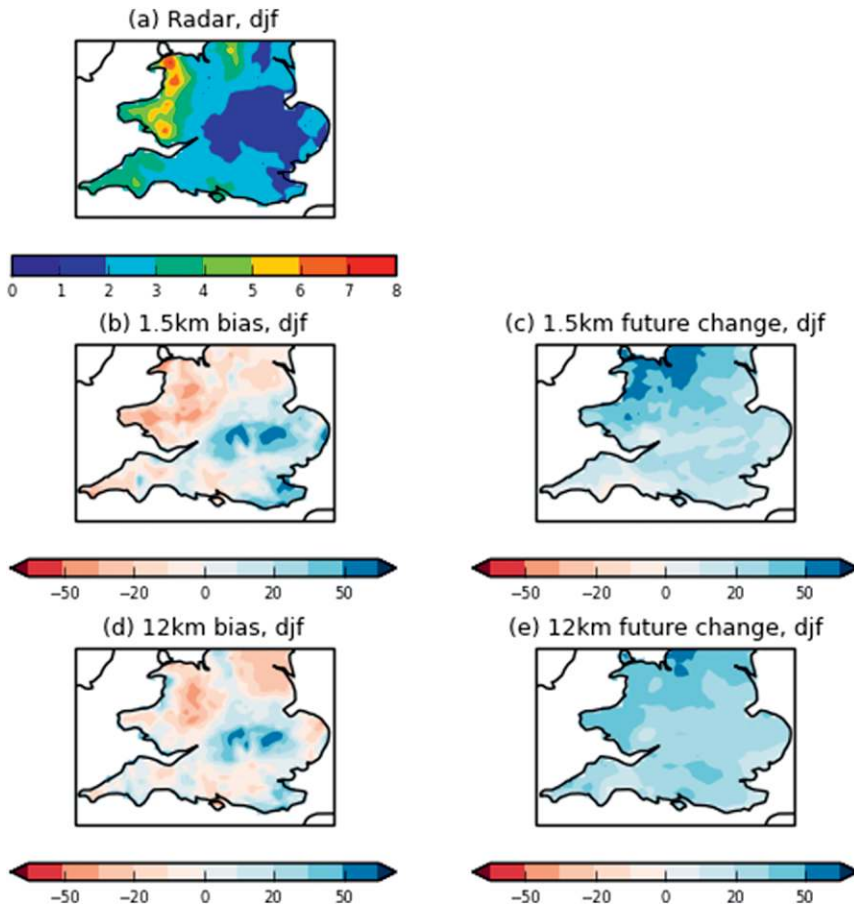 (a) Radar, djf
0 1 2 3 4 5 6 7 8
(b) 1.5km bias, djf
(c) 1.5km future change, djf
−50 −20 0 20 50
−50 −20 0 20 50
(d) 12km bias, djf
(e) 12km future change, djf
−50 −20 0 20 50
−50 −20 0 20 50